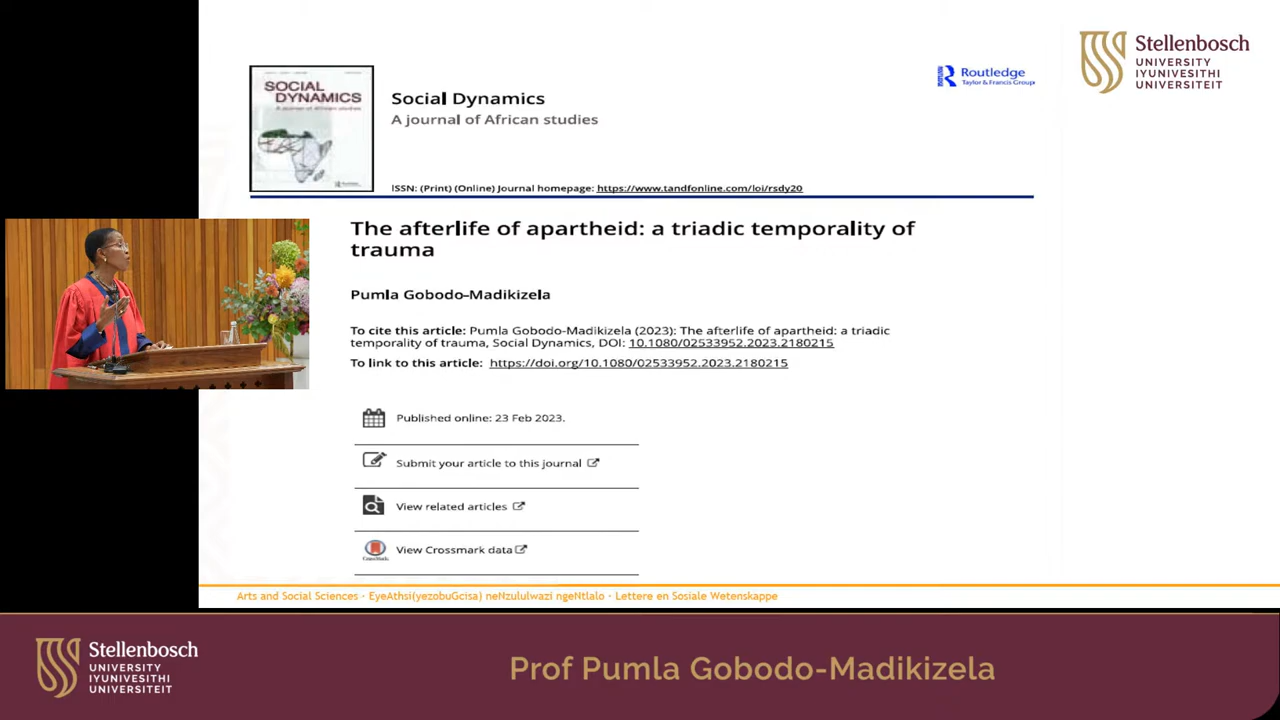 Stellenbosch
UNIVERSITY
IYUNIVESITHI
UNIVERSITEIT
Routledge
Taylor & Francis Group
SOCIAL
DYNAMICS
A journal of African studies
Social Dynamics
A journal of African studies
ISSN: (Print) (Online) Journal homepage: https://www.tandfonline.com/loi/rsdy20
The afterlife of apartheid: a triadic temporality of
trauma
Pumla Gobodo-Madikizela
To cite this article: Pumla Gobodo-Madikizela (2023): The afterlife of apartheid: a triadic
temporality of trauma, Social Dynamics, DOI: 10.1080/02533952.2023.2180215
To link to this article: https://doi.org/10.1080/02533952.2023.2180215
Published online: 23 Feb 2023.
Submit your article to this journal
View related articles
View Crossmark data
CrossMark
Arts and Social Sciences · EyeAthsi(yezobuGcisa) neNzululwazi ngeNtlalo · Lettere en Sosiale Wetenskappe
Stellenbosch
UNIVERSITY
IYUNIVESITHI
UNIVERSITEIT
Prof Pumla Gobodo-Madikizela